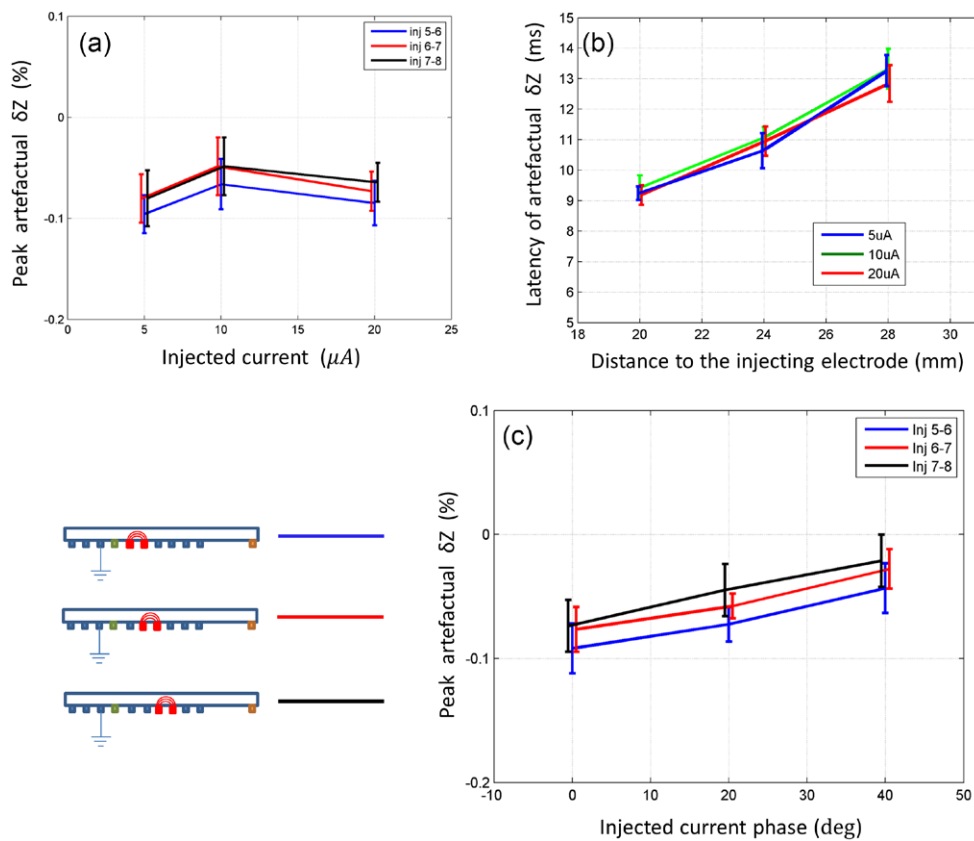 (a)
inj 5-6
inj 6-7
inj 7-8
Peak artefactual δZ (%)
0.1
0
-0.1
-0.2
0 5 10 15 20 25
Injected current (μA)
(b)
Latency of artefactual δZ (ms)
15
14
13
12
11
10
9
8
7
6
5
5uA
10uA
20uA
18 20 22 24 26 28 30
Distance to the injecting electrode (mm)
(c)
Inj 5-6
Inj 6-7
Inj 7-8
Peak artefactual δZ (%)
0.1
0
-0.1
-0.2
-10 0 10 20 30 40 50
Injected current phase (deg)